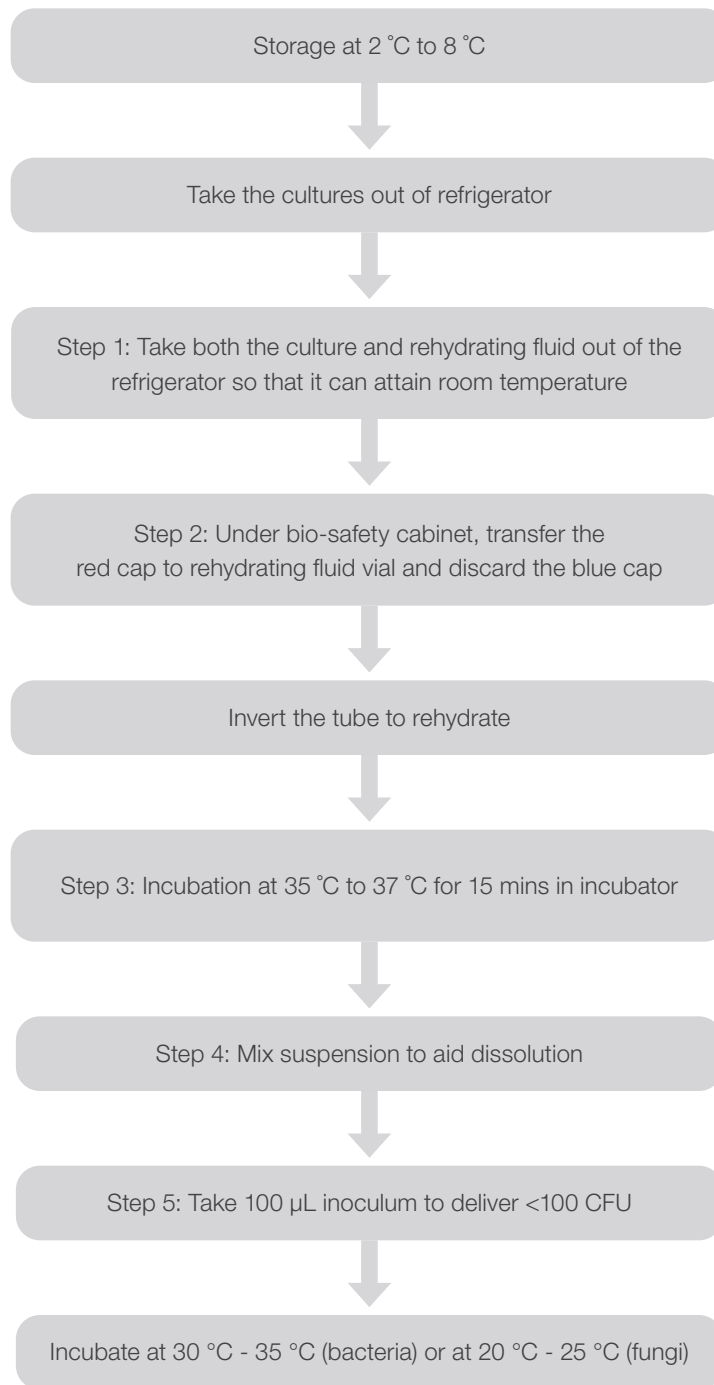 Storage at 2 ˚C to 8 ˚C
Take the cultures out of refrigerator
Step 1: Take both the culture and rehydrating fluid out of the
refrigerator so that it can attain room temperature
Step 2: Under bio-safety cabinet, transfer the
red cap to rehydrating fluid vial and discard the blue cap
Invert the tube to rehydrate
Step 3: Incubation at 35 ˚C to 37 ˚C for 15 mins in incubator
Step 4: Mix suspension to aid dissolution
Step 5: Take 100 µL inoculum to deliver <100 CFU
Incubate at 30 °C - 35 °C (bacteria) or at 20 °C - 25 °C (fungi)